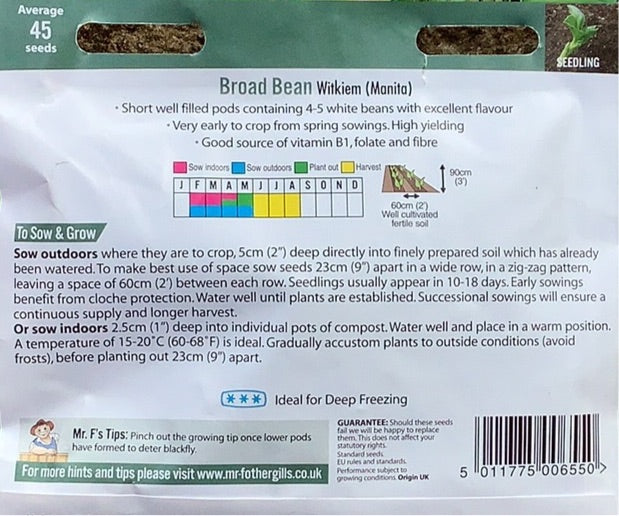 Average
45
seeds
SEEDLING
Broad Bean Witkiem (Manita)
• Short well filled pods containing 4-5 white beans with excellent flavour
• Very early to crop from spring sowings. High yielding
• Good source of vitamin B1, folate and fibre
Sow indoors Sow outdoors Plant out Harvest
J F M A M J J A S O N D
90cm
(3')
60cm (2')
Well cultivated
fertile soil
To Sow & Grow
Sow outdoors where they are to crop, 5cm (2") deep directly into finely prepared soil which has already
been watered. To make best use of space sow seeds 23cm (9") apart in a wide row, in a zig-zag pattern,
leaving a space of 60cm (2') between each row. Seedlings usually appear in 10-18 days. Early sowings
benefit from cloche protection. Water well until plants are established. Successional sowings will ensure a
continuous supply and longer harvest.
Or sow indoors 2.5cm (1") deep into individual pots of compost. Water well and place in a warm position.
A temperature of 15-20°C (60-68°F) is ideal. Gradually accustom plants to outside conditions (avoid
frosts), before planting out 23cm (9") apart.
Ideal for Deep Freezing
Mr. F's Tips: Pinch out the growing tip once lower pods
have formed to deter blackfly.
For more hints and tips please visit www.mr-fothergills.co.uk
GUARANTEE: Should these seeds
fail we will be happy to replace
them. This does not affect your
statutory rights.
Standard seeds
EU rules and standards.
Performance subject to
growing conditions. Origin UK
5 011775 006550 >